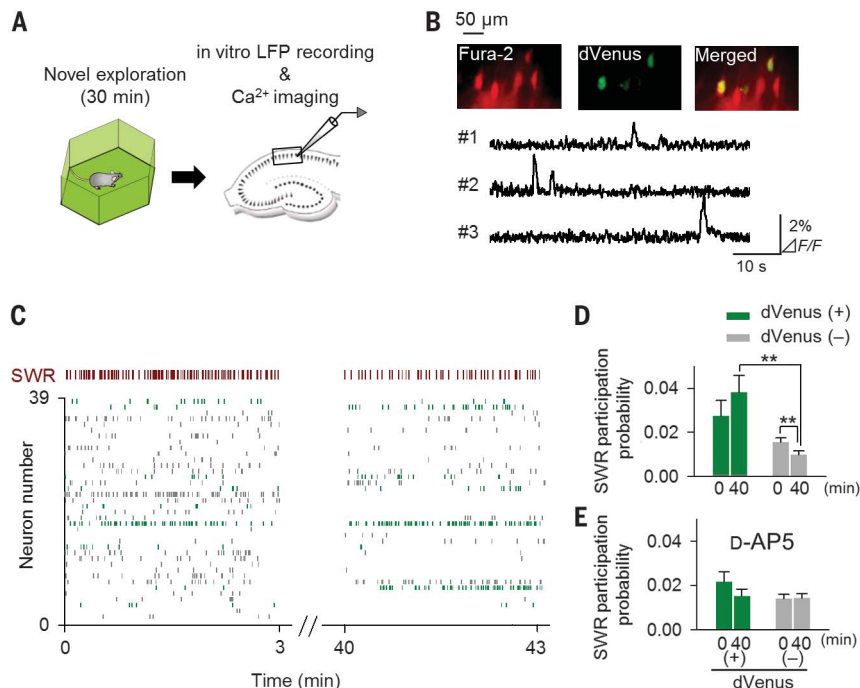 A
Novel exploration
(30 min)
in vitro LFP recording
&
Ca²⁺ imaging
B
50 µm
Fura-2
dVenus
Merged
#1
#2
#3
2%
⊿F/F
10 s
C
SWR
39
Neuron number
0
0
3
40
43
Time (min)
dVenus (+)
dVenus (–)
D
SWR participation
probability
0.04
0.02
0.00
**
**
0 40
0 40
(min)
E
D-AP5
SWR participation
probability
0.04
0.02
0.00
0 40
0 40
(min)
(+)
(–)
dVenus